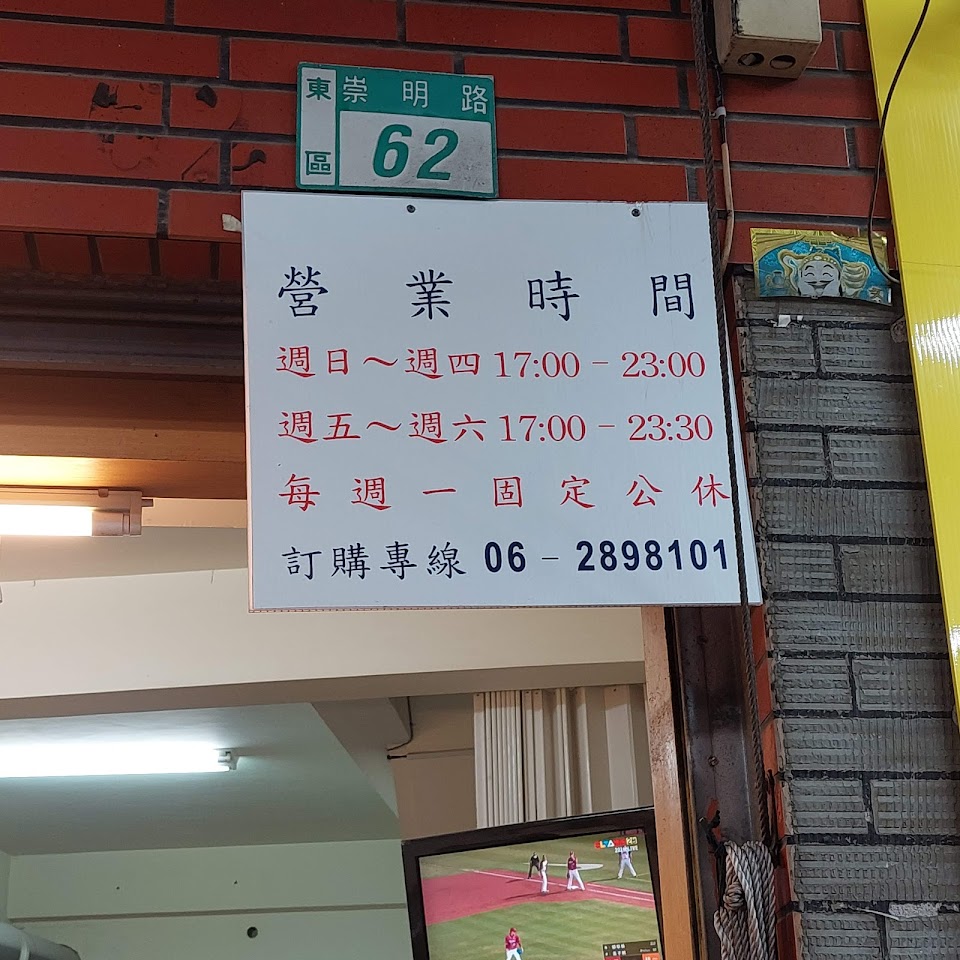 東區
崇明路
62
營業時間
週日～週四 17:00 – 23:00
週五～週六 17:00 – 23:30
每週一固定公休
訂購專線 06 – 2898101